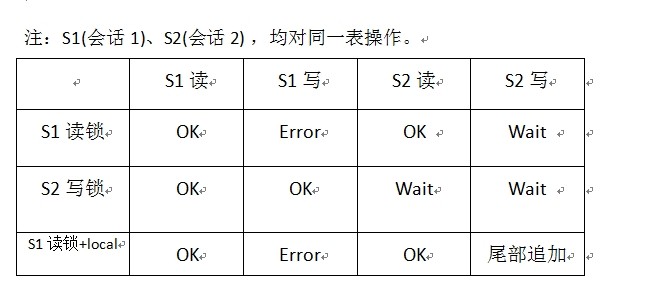 注：S1(会话 1)、S2(会话 2) ，均对同一表操作。
S1 读 S1 写 S2 读 S2 写
S1 读锁 OK Error OK Wait
S2 写锁 OK OK Wait Wait
S1 读锁+local OK Error OK 尾部追加